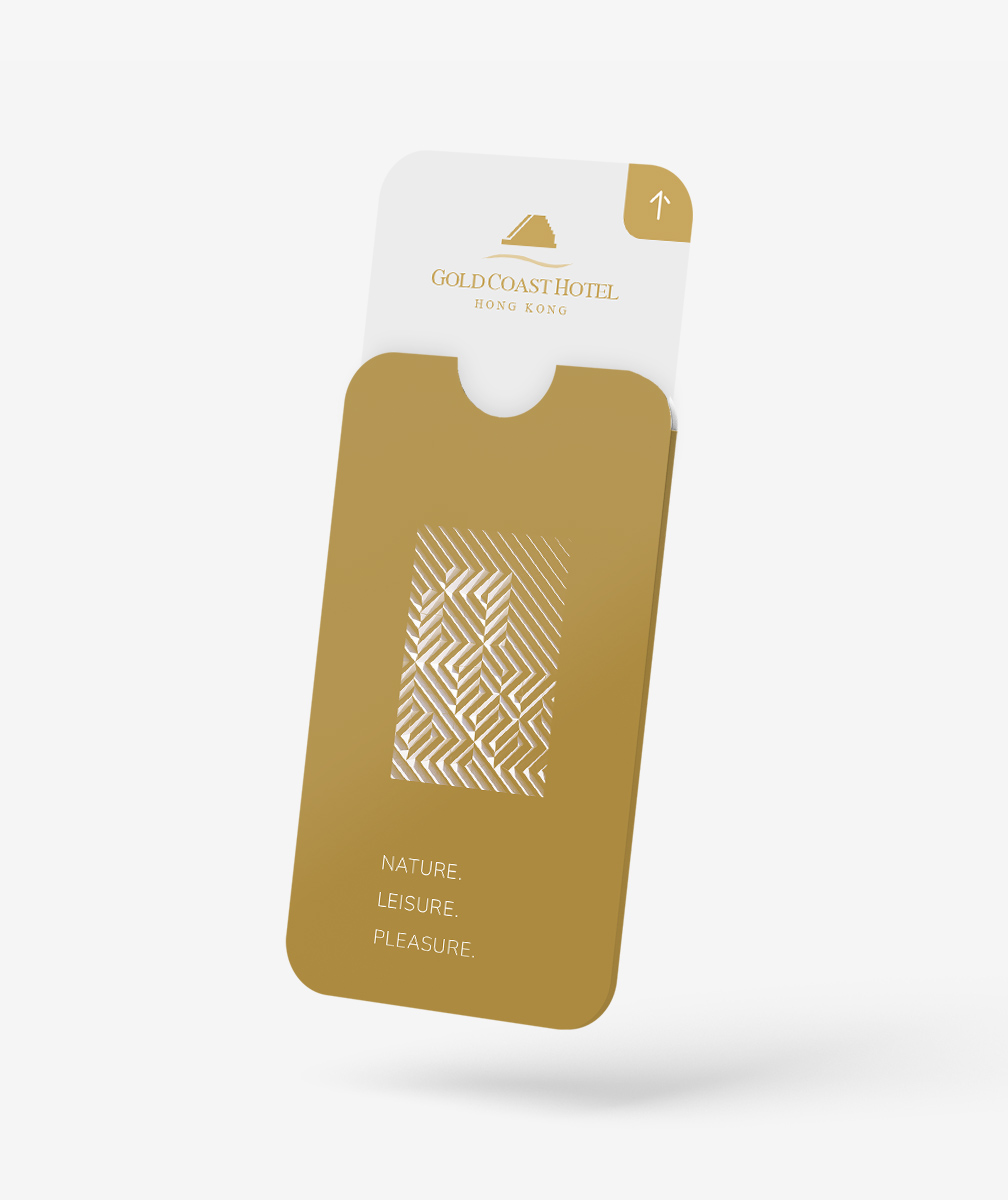 GOLD COAST HOTEL
HONG KONG
NATURE.
LEISURE.
PLEASURE.